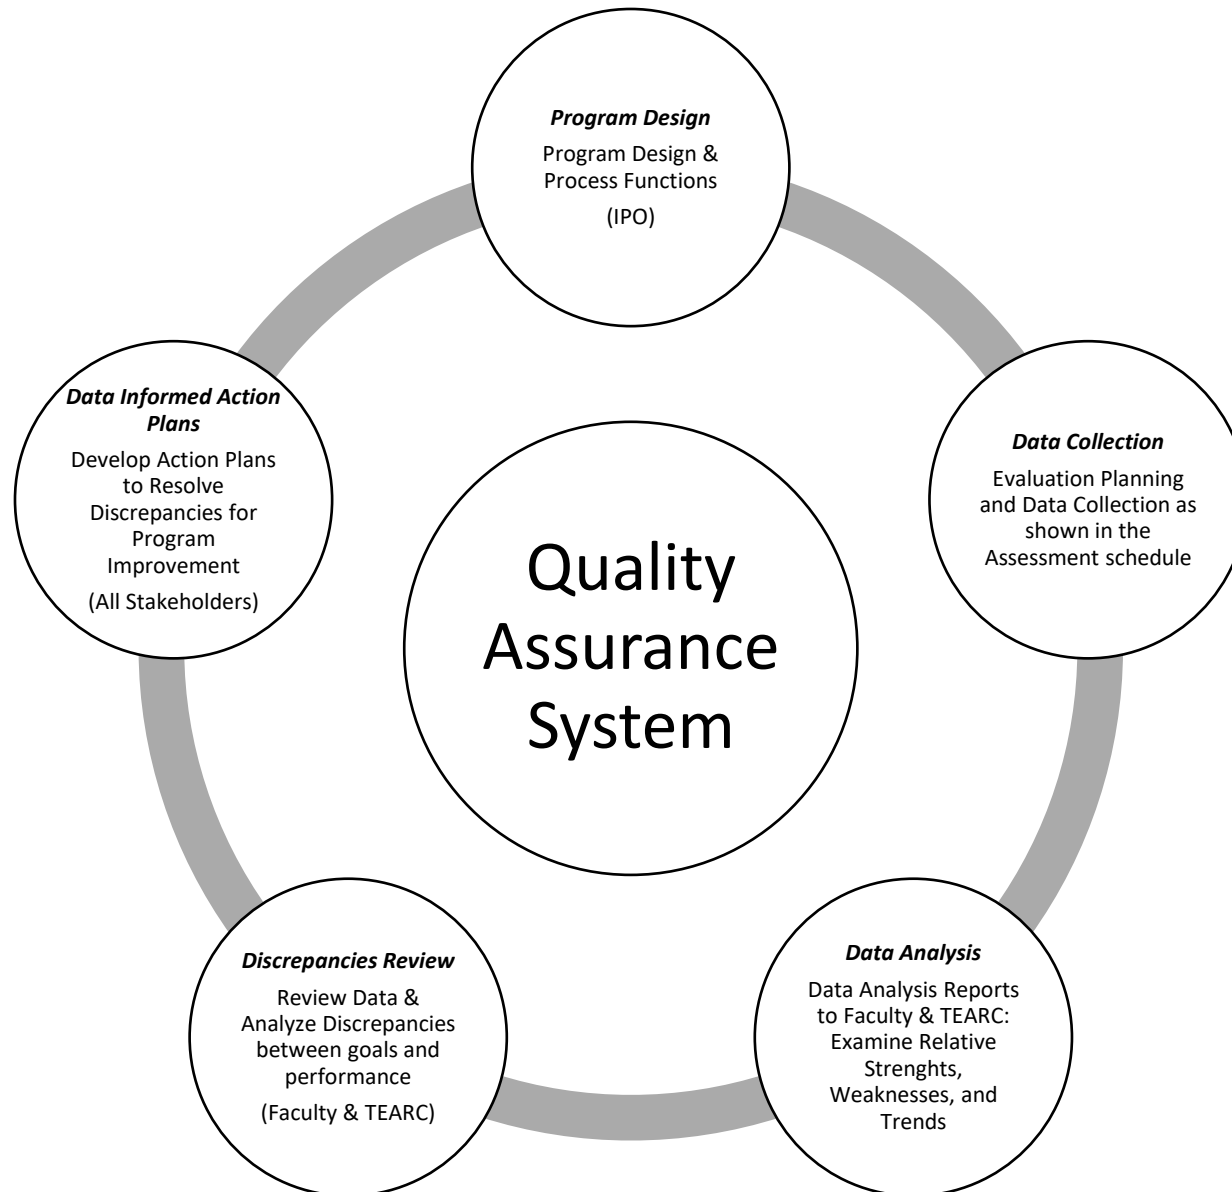 Program Design
Program Design &
Process Functions
(IPO)
Data Collection
Evaluation Planning
and Data Collection as
shown in the
Assessment schedule
Data Analysis
Data Analysis Reports
to Faculty & TEARC:
Examine Relative
Strenghts,
Weaknesses, and
Trends
Discrepancies Review
Review Data &
Analyze Discrepancies
between goals and
performance
(Faculty & TEARC)
Data Informed Action
Plans
Develop Action Plans
to Resolve
Discrepancies for
Program
Improvement
(All Stakeholders)
Quality
Assurance
System